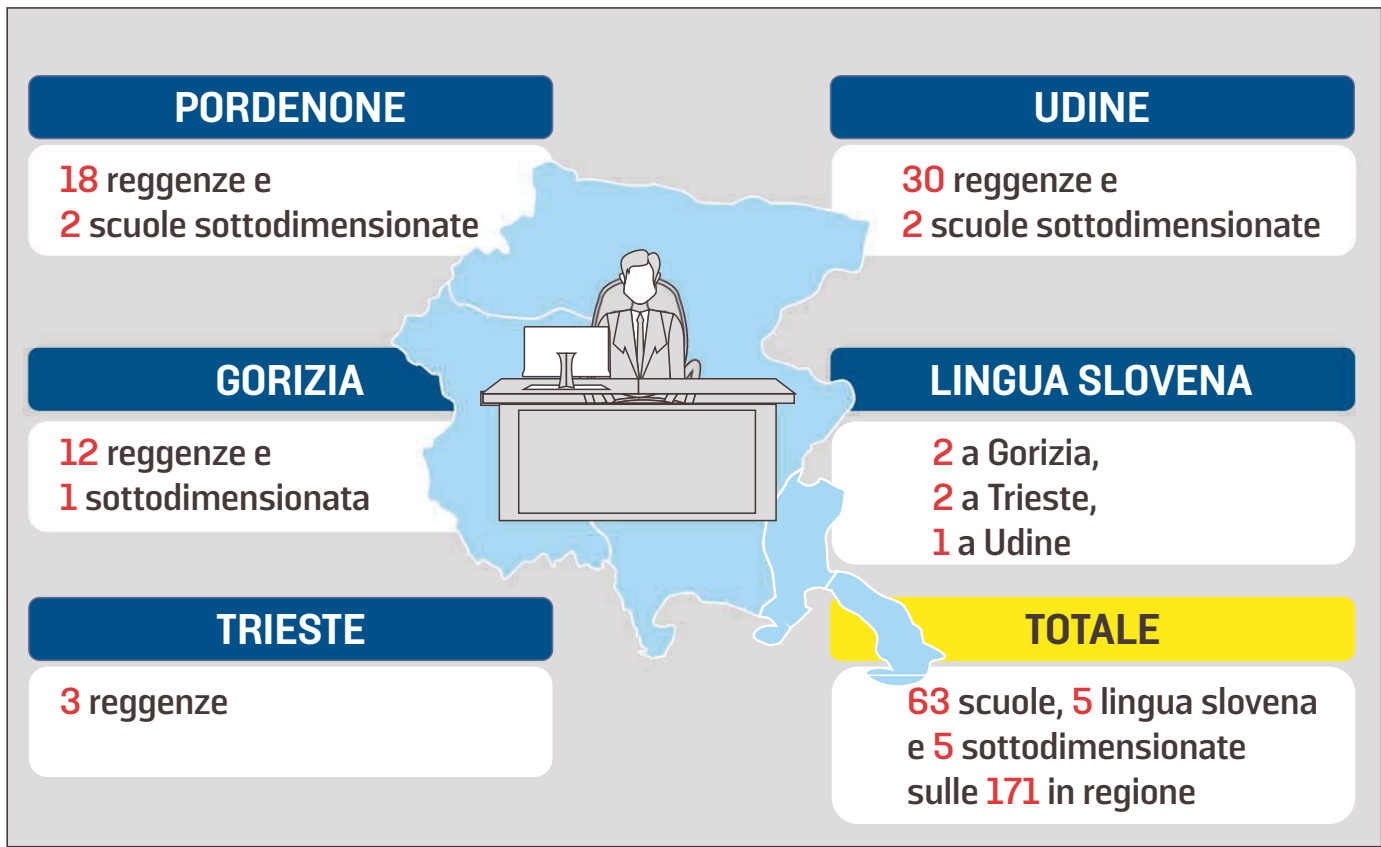 PORDENONE
18 reggenze e
2 scuole sottodimensionate
UDINE
30 reggenze e
2 scuole sottodimensionate
GORIZIA
12 reggenze e
1 sottodimensionata
LINGUA SLOVENA
2 a Gorizia,
2 a Trieste,
1 a Udine
TRIESTE
3 reggenze
TOTALE
63 scuole, 5 lingua slovena
e 5 sottodimensionate
sulle 171 in regione